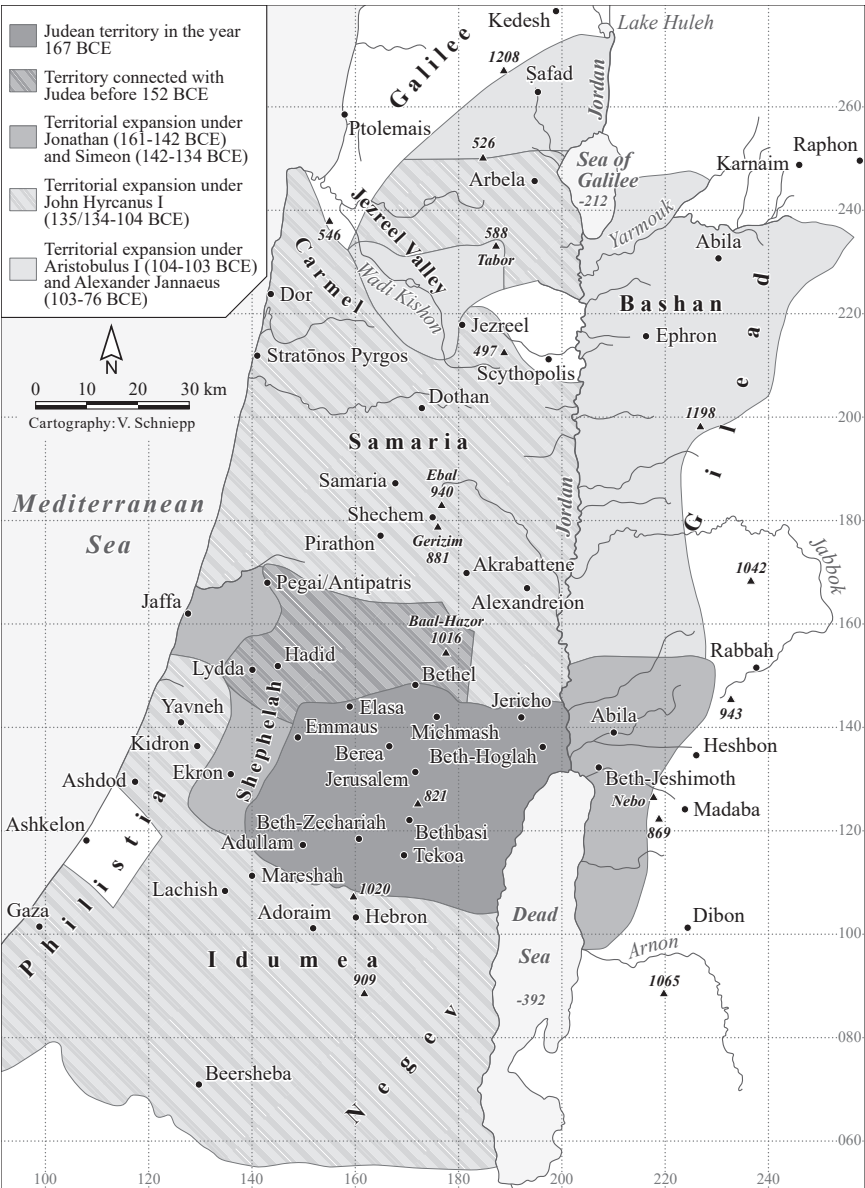 Judean territory in the year
167 BCE
Territory connected with
Judea before 152 BCE
Territorial expansion under
Jonathan (161-142 BCE)
and Simeon (142-134 BCE)
Territorial expansion under
John Hyrcanus I
(135/134-104 BCE)
Territorial expansion under
Aristobulus I (104-103 BCE)
and Alexander Jannaeus
(103-76 BCE)
N
0 10 20 30 km
Cartography: V. Schniepp
Kedesh
Lake Huleh
Galilee
1208
Safad
Jordan
260
Ptolemais
526
Sea of
Galilee
-212
Karnaim
Raphon
Arbela
240
Jezreel Valley
546
588
Tabor
Yarmouk
Abila
Carmel
Wadi Kishon
Dor
Bashan
220
Jezreel
Ephron
Stratōnos Pyrgos
497
Scythopolis
Gilead
Dothan
1198
200
Samaria
Mediterranean
Sea
Samaria
Ebal
940
Shechem
Jordan
180
Pirathon
Gerizim
881
Akrabattene
Jabbok
1042
Pegai/Antipatris
Alexandreion
Jaffa
Baal-Hazor
1016
160
Hadid
Rabbah
Lydda
Bethel
Shephelah
Jericho
943
Yavneh
Elasa
Abila
140
Emmaus
Michmash
Kidron
Berea
Beth-Hoglah
Heshbon
Ekron
Jerusalem
Beth-Jeshimoth
Ashdod
821
Nebo
Madaba
869
Ashkelon
Beth-Zechariah
Bethbasi
120
Adullam
Tekoa
Philistia
Mareshah
Lachish
1020
Gaza
Adoraim
Hebron
Dead
Sea
-392
Dibon
100
Arnon
Idumea
909
1065
Negev
080
Beersheba
060
100 120 140 160 180 200 220 240